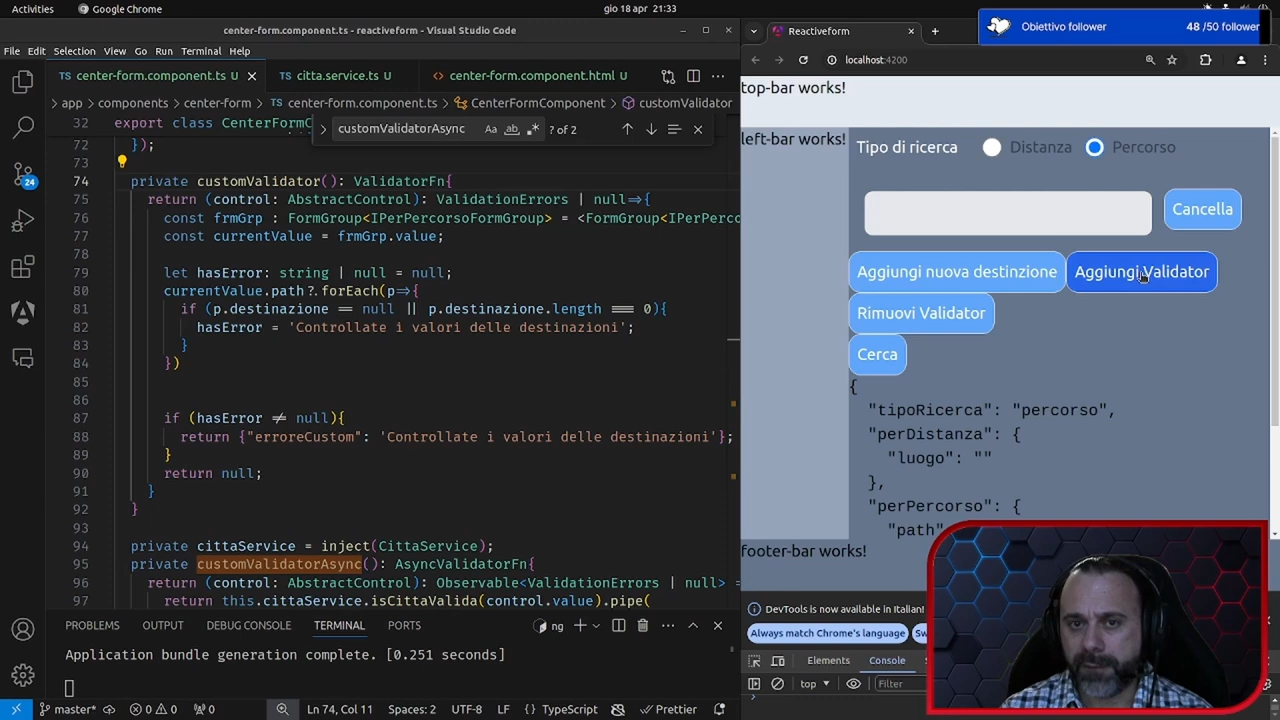 Activities
Google Chrome
gio 18 apr 21:33
Obiettivo follower
48 /50 follower
center-form.component.ts - reactiveform - Visual Studio Code
File Edit Selection View Go Run Terminal Help
center-form.component.ts U
citta.service.ts U
center-form.component.html U
> app > components > center-form > center-form.component.ts > CenterFormComponent > customValidator
customValidatorAsync
Aa
ab
? of 2
32 export class CenterFormC
72 });
73
74 private customValidator(): ValidatorFn{
75 return (control: AbstractControl): ValidationErrors | null=>{
76 const frmGrp : FormGroup<IPerPercorsoFormGroup> = <FormGroup<IPerPerco
77 const currentValue = frmGrp.value;
78
79 let hasError: string | null = null;
80 currentValue.path?.forEach(p=>{
81 if (p.destinazione == null || p.destinazione.length === 0){
82 hasError = 'Controllate i valori delle destinazioni';
83 }
84 })
85
86
87 if (hasError != null){
88 return {"erroreCustom": 'Controllate i valori delle destinazioni'};
89 }
90 return null;
91 }
92 }
93
94 private cittaService = inject(CittaService);
95 private customValidatorAsync(): AsyncValidatorFn{
96 return (control: AbstractControl): Observable<ValidationErrors | null> =
97 return this.cittaService.isCittaValida(control.value).pipe(
24
PROBLEMS OUTPUT DEBUG CONSOLE TERMINAL PORTS
ng
Application bundle generation complete. [0.251 seconds]
master* 0 0 0 Ln 74, Col 11 Spaces: 2 UTF-8 LF TypeScript Prettier
Reactiveform
localhost:4200
top-bar works!
left-bar works!
Tipo di ricerca Distanza Percorso
Cancella
Aggiungi nuova destinzione
Aggiungi Validator
Rimuovi Validator
Cerca
{
"tipoRicerca": "percorso",
"perDistanza": {
"luogo": ""
},
"perPercorso": {
"path"
footer-bar works!
DevTools is now available in Italian!
Always match Chrome's language
Sw
Elements Console
top
Filter